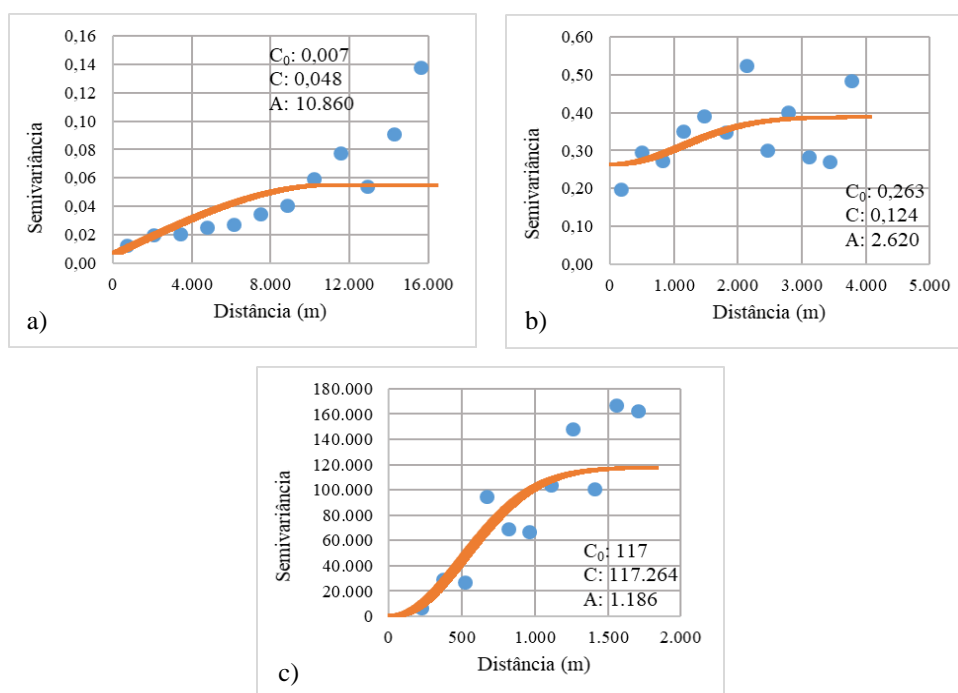 0,16
0,14
0,12
0,10
0,08
0,06
0,04
0,02
0,00
Semivariância
C0: 0,007
C: 0,048
A: 10.860
0 4.000 8.000 12.000 16.000
Distância (m)
a)
0,60
0,50
0,40
0,30
0,20
0,10
0,00
Semivariância
C0: 0,263
C: 0,124
A: 2.620
0 1.000 2.000 3.000 4.000 5.000
Distância (m)
b)
180.000
160.000
140.000
120.000
100.000
80.000
60.000
40.000
20.000
0
Semivariância
C0: 117
C: 117.264
A: 1.186
0 500 1.000 1.500 2.000
Distância (m)
c)